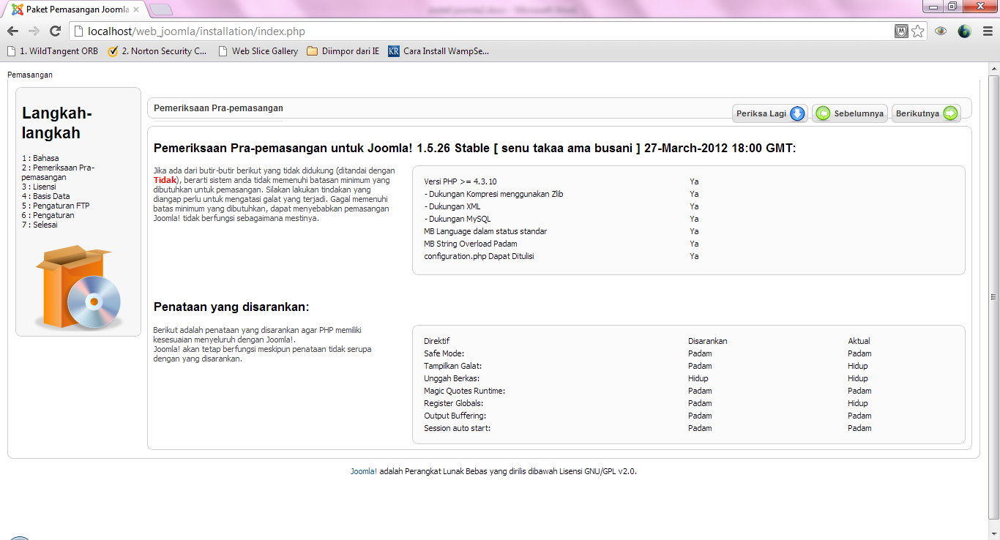 Paket Pemasangan Joomla
localhost/web_joomla/installation/index.php
1. WildTangent ORB
2. Norton Security C...
Web Slice Gallery
Diimpor dari IE
KR
Cara Install WampSe...
Pemasangan
Langkah-
langkah
1 : Bahasa
2 : Pemeriksaan Pra-
pemasangan
3 : Lisensi
4 : Basis Data
5 : Pengaturan FTP
6 : Pengaturan
7 : Selesai
Pemeriksaan Pra-pemasangan
Periksa Lagi
Sebelumnya
Berikutnya
Pemeriksaan Pra-pemasangan untuk Joomla! 1.5.26 Stable [ senu takaa ama busani ] 27-March-2012 18:00 GMT:
Jika ada dari butir-butir berikut yang tidak didukung (ditandai dengan
Tidak), berarti sistem anda tidak memenuhi batasan minimum yang
dibutuhkan untuk pemasangan. Silakan lakukan tindakan yang
diangap perlu untuk mengatasi galat yang terjadi. Gagal memenuhi
batas minimum yang dibutuhkan, dapat menyebabkan pemasangan
Joomla! tidak berfungsi sebagaimana mestinya.
Versi PHP >= 4.3.10 Ya
- Dukungan Kompresi menggunakan Zlib Ya
- Dukungan XML Ya
- Dukungan MySQL Ya
MB Language dalam status standar Ya
MB String Overload Padam Ya
configuration.php Dapat Ditulisi Ya
Penataan yang disarankan:
Berikut adalah penataan yang disarankan agar PHP memiliki
kesesuaian menyeluruh dengan Joomla!.
Joomla! akan tetap berfungsi meskipun penataan tidak serupa
dengan yang disarankan.
Direktif Disarankan Aktual
Safe Mode: Padam Padam
Tampilkan Galat: Padam Hidup
Unggah Berkas: Hidup Hidup
Magic Quotes Runtime: Padam Padam
Register Globals: Padam Hidup
Output Buffering: Padam Padam
Session auto start: Padam Padam
Joomla! adalah Perangkat Lunak Bebas yang dirilis dibawah Lisensi GNU/GPL v2.0.